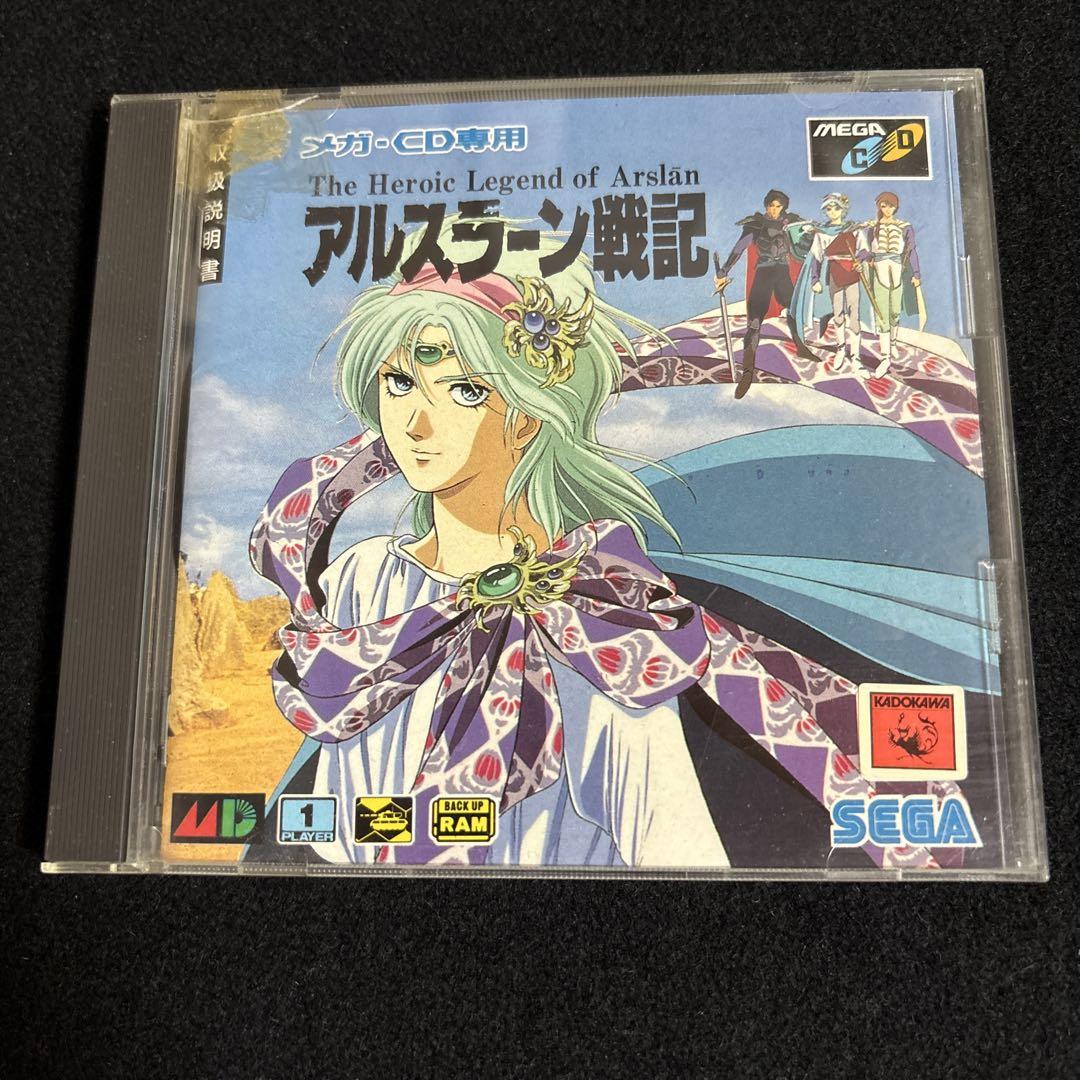 メガ-CD専用
MEGA
CD
The Heroic Legend of Arslān
アルスラーン戦記
取扱説明書
KADOKAWA
MD
1
PLAYER
BACK UP
RAM
SEGA